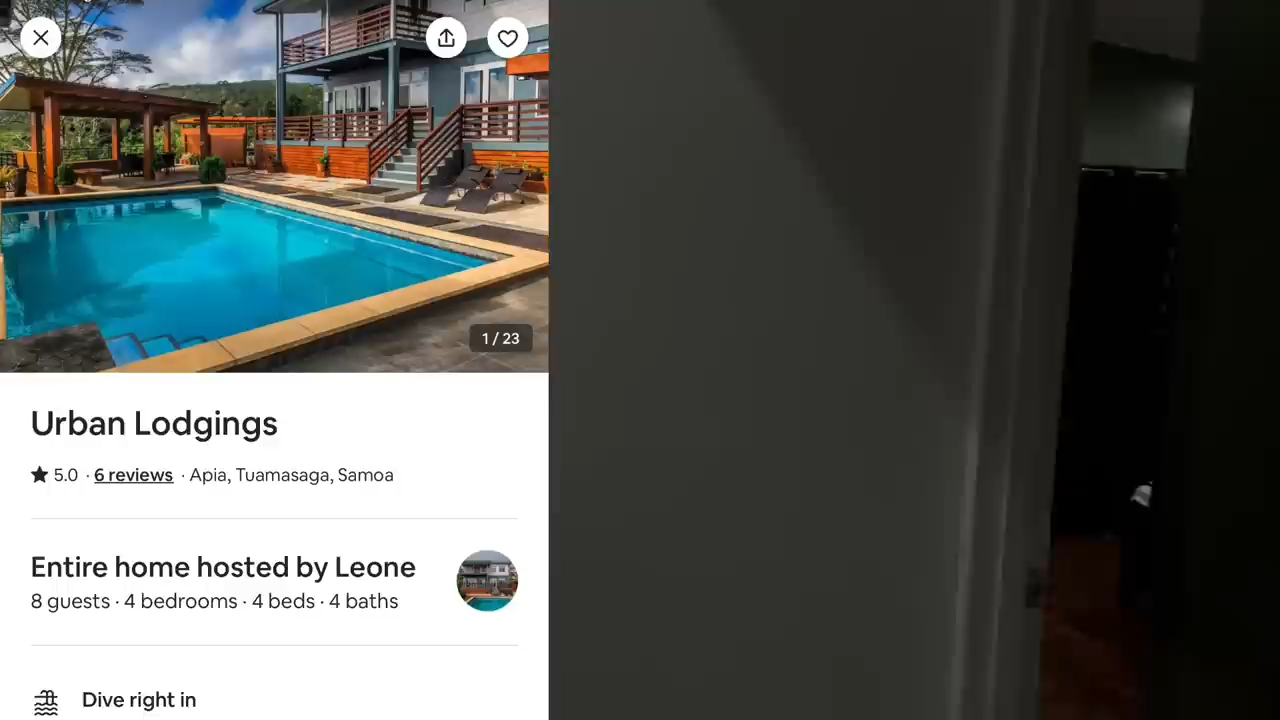 1 / 23
Urban Lodgings
5.0 · 6 reviews · Apia, Tuamasaga, Samoa
Entire home hosted by Leone
8 guests · 4 bedrooms · 4 beds · 4 baths
Dive right in